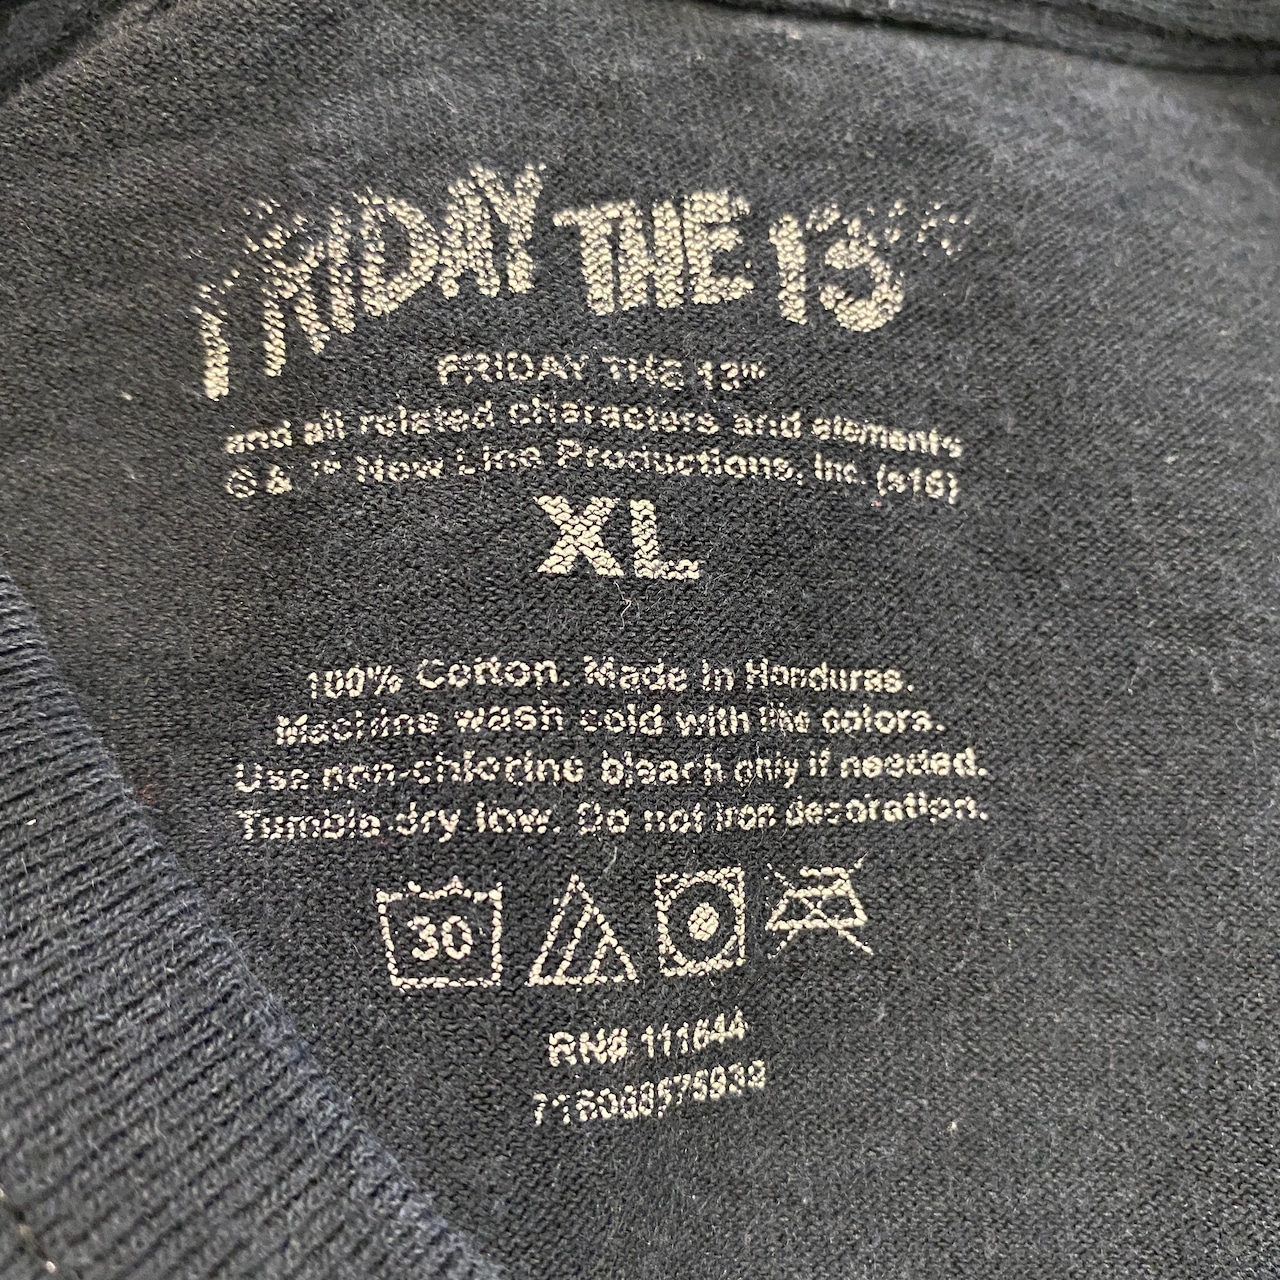 FRIDAY THE 13TH
FRIDAY THE 13TH
and all related characters and elements
© & ™ New Line Productions, Inc. (s16)
XL
100% Cotton. Made in Honduras.
Machine wash cold with like colors.
Use non-chlorine bleach only if needed.
Tumble dry low. Do not iron decoration.
30
RN# 111644